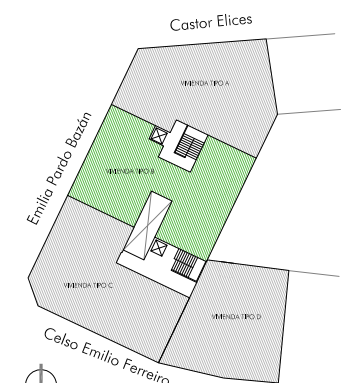 Castor Elices
VIVIENDA TIPO A
Emilia Pardo Bazán
VIVIENDA TIPO B
VIVIENDA TIPO C
VIVIENDA TIPO D
Celso Emilio Ferreiro